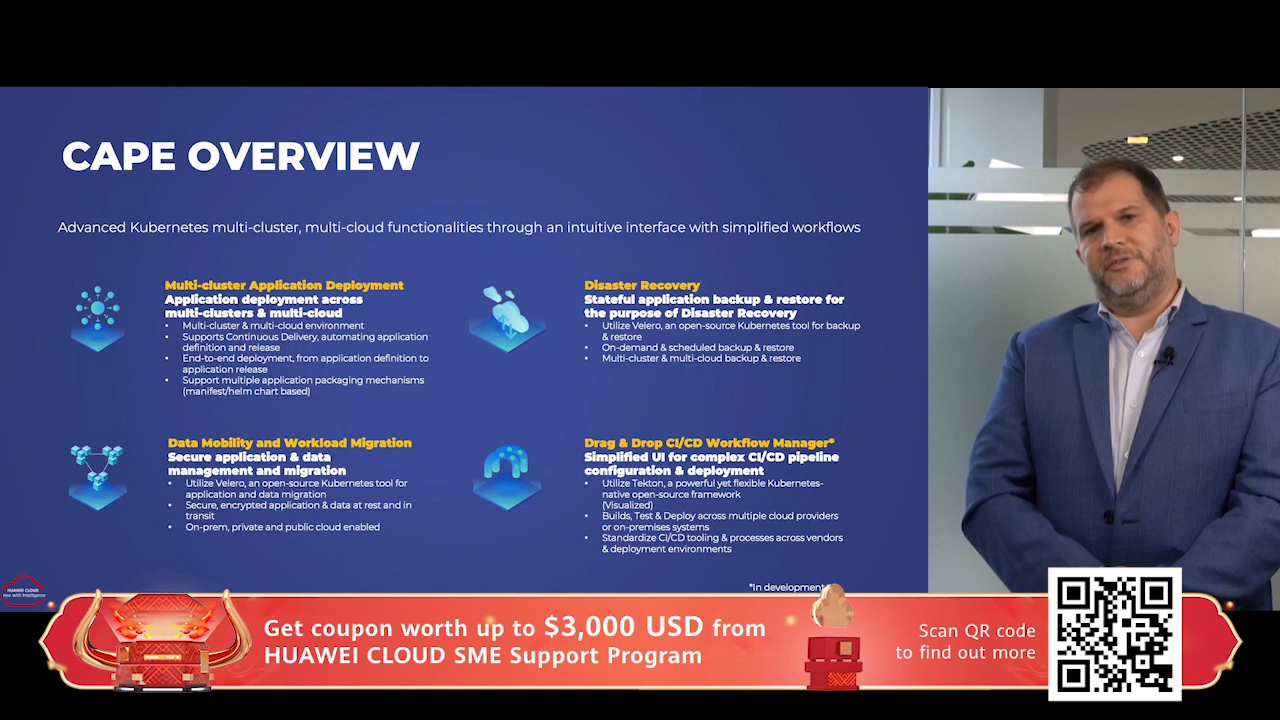 CAPE OVERVIEW
Advanced Kubernetes multi-cluster, multi-cloud functionalities through an intuitive interface with simplified workflows
Multi-cluster Application Deployment
Application deployment across
multi-clusters & multi-cloud
• Multi-cluster & multi-cloud environment
• Supports Continuous Delivery, automating application
definition and release
• End-to-end deployment, from application definition to
application release
• Support multiple application packaging mechanisms
(manifest/helm chart based)
Disaster Recovery
Stateful application backup & restore for
the purpose of Disaster Recovery
• Utilize Velero, an open-source Kubernetes tool for backup
& restore
• On-demand & scheduled backup & restore
• Multi-cluster & multi-cloud backup & restore
Data Mobility and Workload Migration
Secure application & data
management and migration
• Utilize Velero, an open-source Kubernetes tool for
application and data migration
• Secure, encrypted application & data at rest and in
transit
• On-prem, private and public cloud enabled
Drag & Drop CI/CD Workflow Manager*
Simplified UI for complex CI/CD pipeline
configuration & deployment
• Utilize Tekton, a powerful yet flexible Kubernetes-
native open-source framework
(Visualized)
• Builds, Test & Deploy across multiple cloud providers
or on-premises systems
• Standardize CI/CD tooling & processes across vendors
& deployment environments
*In development
HUAWEI CLOUD
with Intelligence
Get coupon worth up to $3,000 USD from
HUAWEI CLOUD SME Support Program
Scan QR code
to find out more